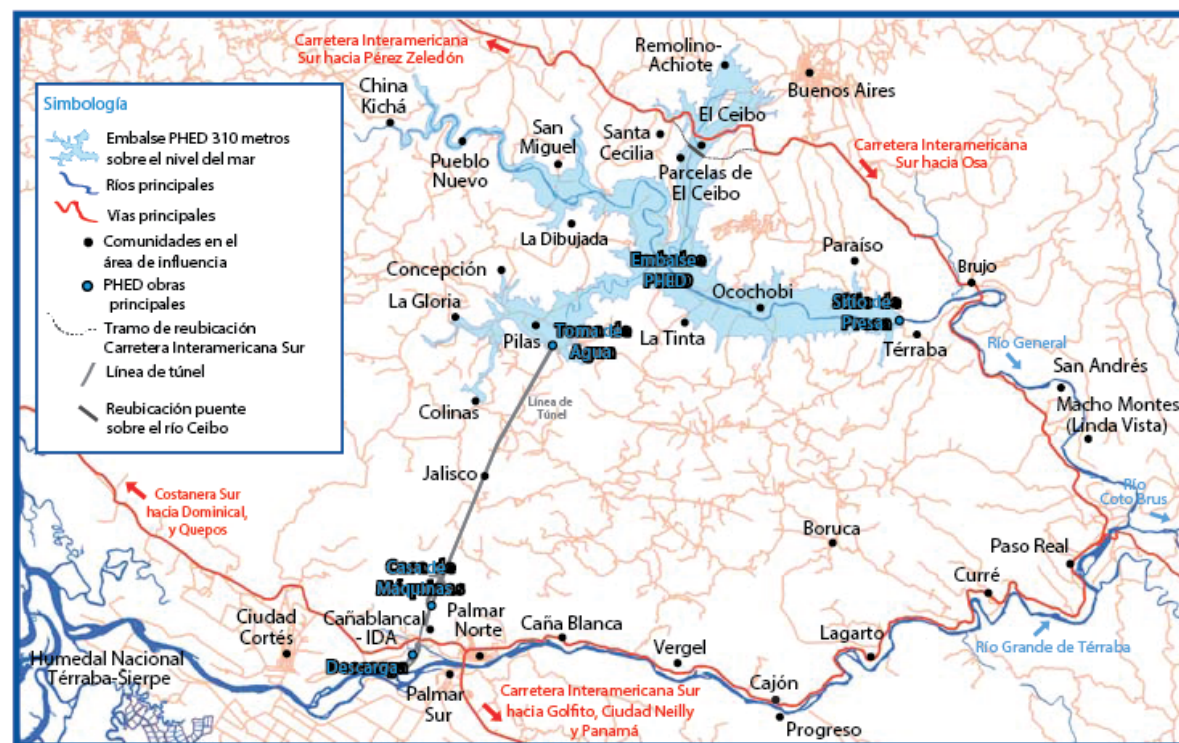 Carretera Interamericana
Sur hacia Pérez Zeledón
Remolino-
Achiote
Buenos Aires
China
Kichá
El Ceibo
San
Miguel
Santa
Cecilia
Pueblo
Nuevo
Parcelas de
El Ceibo
Carretera Interamericana
Sur hacia Osa
Simbología
Embalse PHED 310 metros
sobre el nivel del mar
Ríos principales
Vías principales
Comunidades en el
área de influencia
PHED obras
principales
Tramo de reubicación
Carretera Interamericana Sur
Línea de túnel
Reubicación puente
sobre el río Ceibo
La Dibujada
Concepción
Embalse
PHED
Paraíso
Brujo
La Gloria
Ocochobi
Sitio de
Presa
Pilas
Toma de
Agua
La Tinta
Térraba
Río General
San Andrés
Macho Montes
(Linda Vista)
Colinas
Línea de
Túnel
Jalisco
Río
Coto Brus
Costanera Sur
hacia Dominical,
y Quepos
Boruca
Paso Real
Casa de
Máquinas
Curré
Ciudad
Cortés
Cañablancal
- IDA
Palmar
Norte
Caña Blanca
Lagarto
Río Grande de Térraba
Humedal Nacional
Térraba-Sierpe
Descarga
Vergel
Palmar
Sur
Carretera Interamericana Sur
hacia Golfito, Ciudad Neilly
y Panamá
Cajón
Progreso